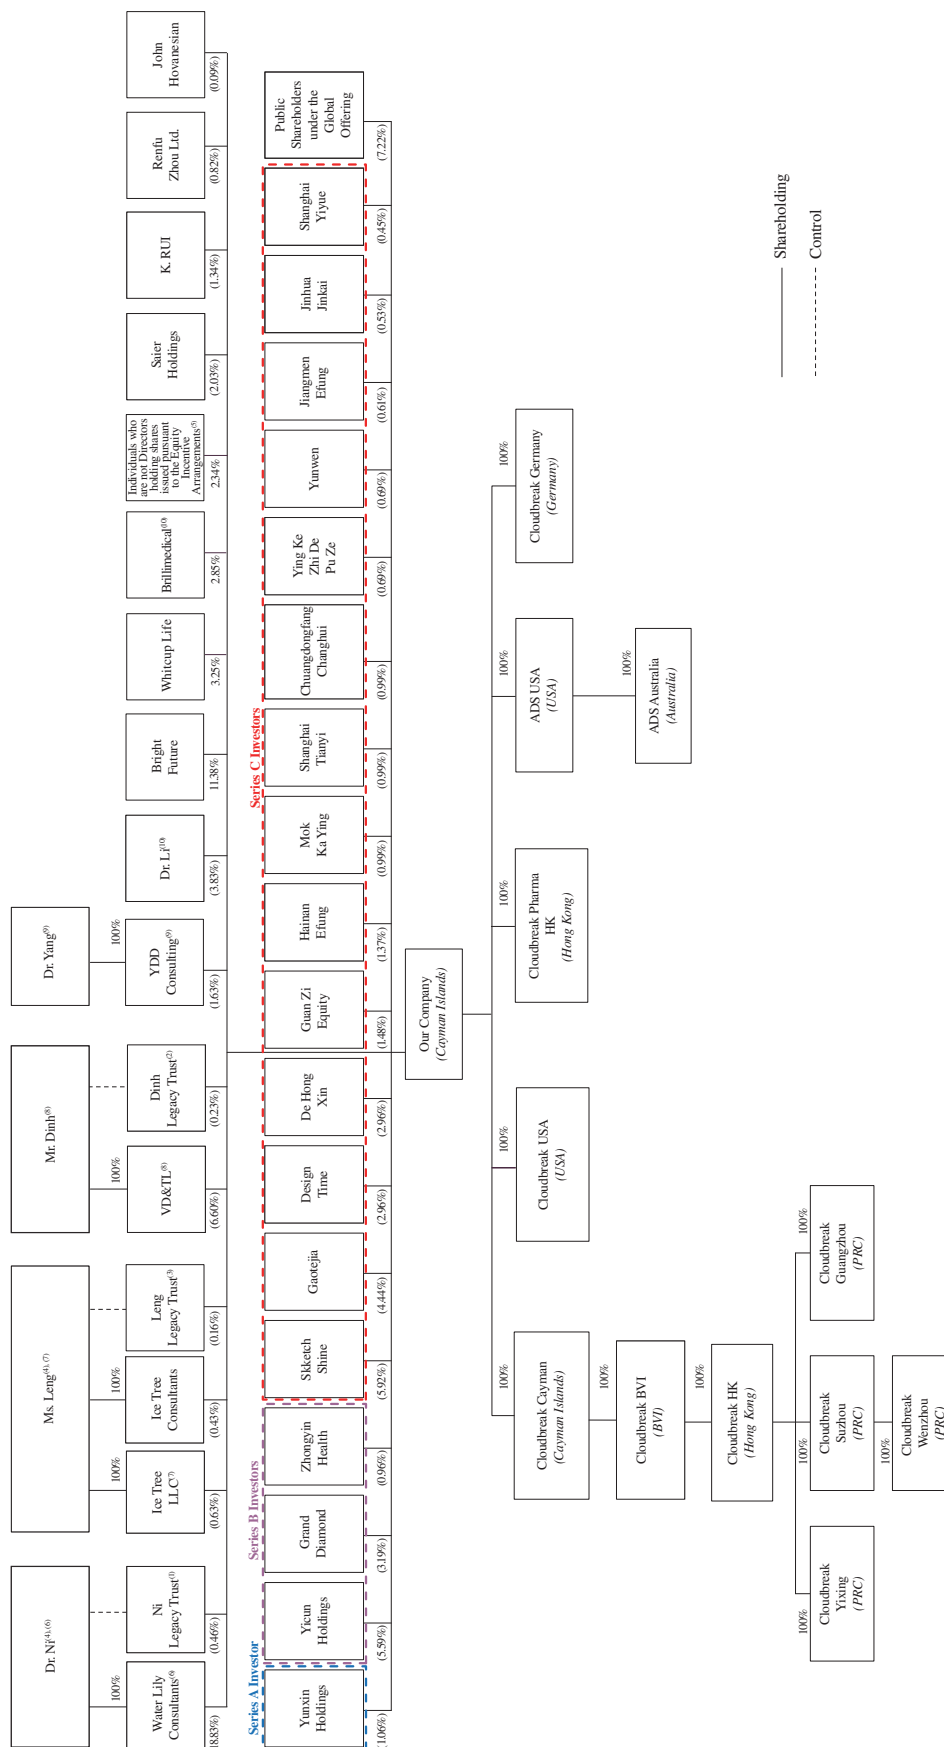 Dr. Ni(4), (6)
Ms. Leng(4), (7)
Mr. Dinh(8)
Dr. Yang(9)
100%
100%
100%
100%
100%
Water Lily
Consultants(6)
Ni
Legacy Trust(1)
Ice Tree
LLC(7)
Ice Tree
Consultants
Leng
Legacy Trust(3)
VD&TL(8)
Dinh
Legacy Trust(2)
YDD
Consulting(9)
Dr. Li(10)
Bright
Future
Whitcup Life
Brillimedical(10)
Individuals who
are not Directors
holding shares
issued pursuant
to the Equity
Incentive
Arrangements(5)
Saier
Holdings
K. RUI
Renfu
Zhou Ltd.
John
Hovanesian
8.83%)
(0.46%)
(0.63%)
(0.43%)
(0.16%)
(6.60%)
(0.23%)
(1.63%)
(3.83%)
11.38%
3.25%
2.85%
2.34%
(2.03%)
(1.34%)
(0.82%)
(0.09%)
Series A Investor
Series B Investors
Series C Investors
Yunxin
Holdings
Yicun
Holdings
Grand
Diamond
Zhongyin
Health
Skketch
Shine
Gaotejia
Design
Time
De Hong
Xin
Guan Zi
Equity
Hainan
Efung
Mok
Ka Ying
Shanghai
Tianyi
Chuangdongfang
Changhui
Ying Ke
Zhi De
Pu Ze
Yunwen
Jiangmen
Efung
Jinhua
Jinkai
Shanghai
Yiyue
Public
Shareholders
under the
Global
Offering
(1.06%)
(5.59%)
(3.19%)
(0.96%)
(5.92%)
(4.44%)
(2.96%)
(2.96%)
(1.48%)
(1.37%)
(0.99%)
(0.99%)
(0.99%)
(0.69%)
(0.69%)
(0.61%)
(0.53%)
(0.45%)
(7.22%)
Our Company
(Cayman Islands)
100%
100%
100%
100%
100%
Cloudbreak Cayman
(Cayman Islands)
Cloudbreak USA
(USA)
Cloudbreak Pharma
HK
(Hong Kong)
ADS USA
(USA)
Cloudbreak Germany
(Germany)
100%
100%
Cloudbreak BVI
(BVI)
ADS Australia
(Australia)
100%
Cloudbreak HK
(Hong Kong)
100%
100%
100%
Cloudbreak
Yixing
(PRC)
Cloudbreak
Suzhou
(PRC)
Cloudbreak
Guangzhou
(PRC)
100%
Cloudbreak
Wenzhou
(PRC)
Shareholding
Control